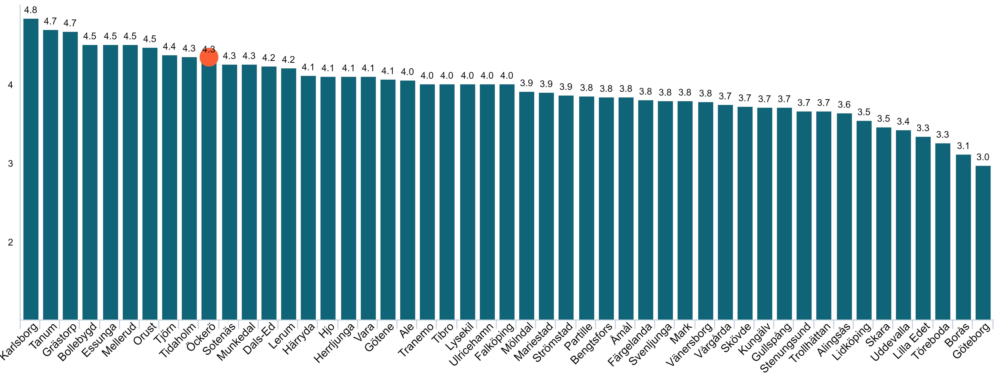 4.8 4.7 4.7 4.5 4.5 4.5 4.5 4.4 4.3 4.3 4.3 4.3 4.2 4.2 4.1 4.1 4.1 4.1 4.1 4.0 4.0 4.0 4.0 4.0 4.0 3.9 3.9 3.9 3.8 3.8 3.8 3.8 3.8 3.8 3.8 3.7 3.7 3.7 3.7 3.7 3.7 3.6 3.5 3.5 3.4 3.3 3.3 3.1 3.0
4
3
2
Karlsborg
Tanum
Grästorp
Bollebygd
Essunga
Mellerud
Orust
Tjörn
Tidaholm
Öckerö
Sotenäs
Munkedal
Dals-Ed
Lerum
Härryda
Hjo
Herrljunga
Vara
Götene
Ale
Tranemo
Tibro
Lysekil
Ulricehamn
Falköping
Mölndal
Mariestad
Strömstad
Partille
Bengtsfors
Åmål
Färgelanda
Svenljunga
Mark
Vänersborg
Vårgårda
Skövde
Kungälv
Gullspång
Stenungsund
Trollhättan
Alingsås
Lidköping
Skara
Uddevalla
Lilla Edet
Töreboda
Borås
Göteborg